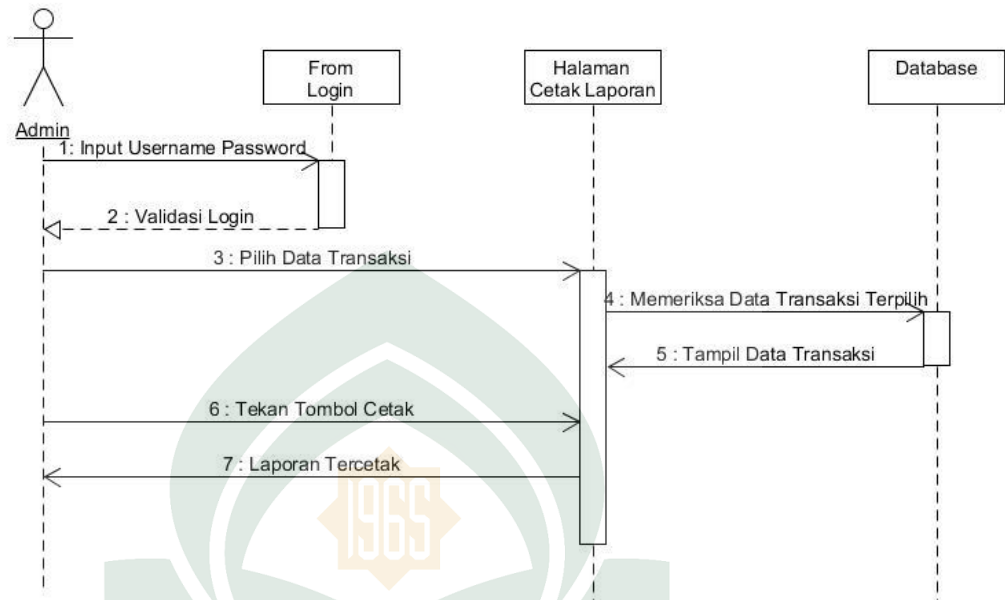 From
Login
Halaman
Cetak Laporan
Database
Admin
1: Input Username Password
2 : Validasi Login
3 : Pilih Data Transaksi
4 : Memeriksa Data Transaksi Terpilih
5 : Tampil Data Transaksi
6 : Tekan Tombol Cetak
7 : Laporan Tercetak
1965